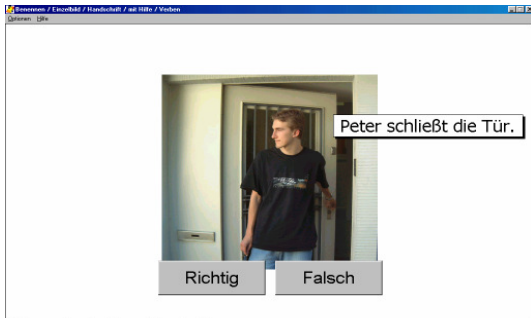 Benennen / Einzelbild / Handschrift / mit Hilfe / Verben
Optionen Hilfe
Peter schließt die Tür.
Richtig Falsch